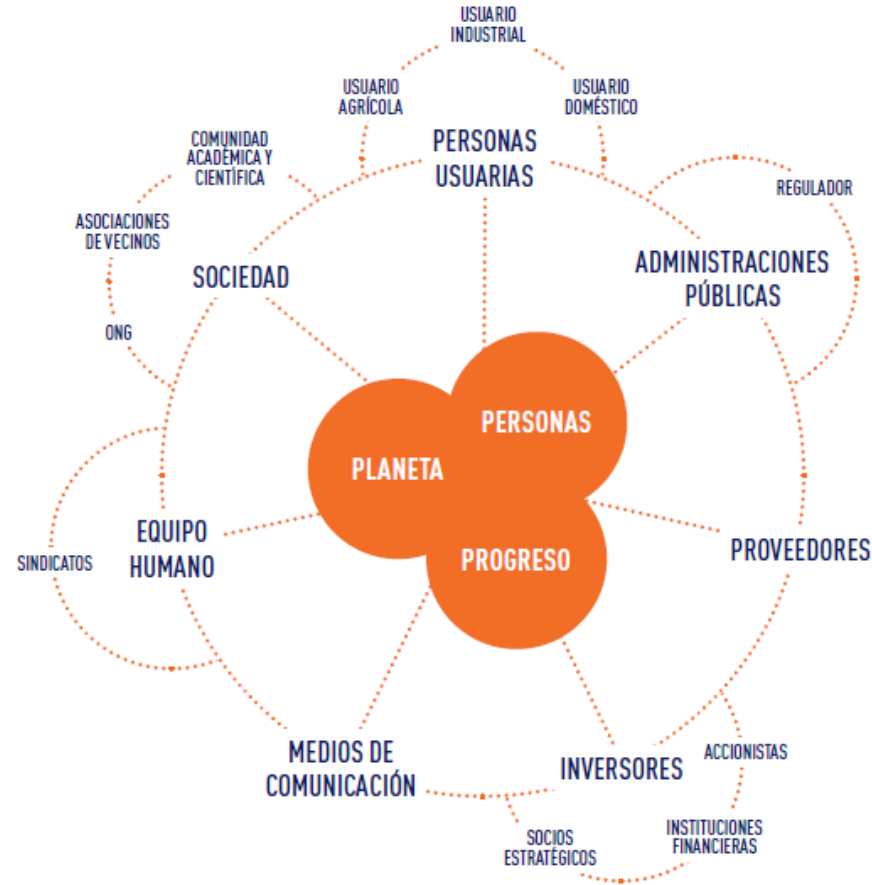 USUARIO
INDUSTRIAL
USUARIO
AGRÍCOLA
USUARIO
DOMÉSTICO
PERSONAS
USUARIAS
COMUNIDAD
ACADÉMICA Y
CIENTÍFICA
REGULADOR
ASOCIACIONES
DE VECINOS
SOCIEDAD
ADMINISTRACIONES
PÚBLICAS
ONG
PERSONAS
PLANETA
PROGRESO
EQUIPO
HUMANO
SINDICATOS
PROVEEDORES
MEDIOS DE
COMUNICACIÓN
INVERSORES
ACCIONISTAS
SOCIOS
ESTRATÉGICOS
INSTITUCIONES
FINANCIERAS